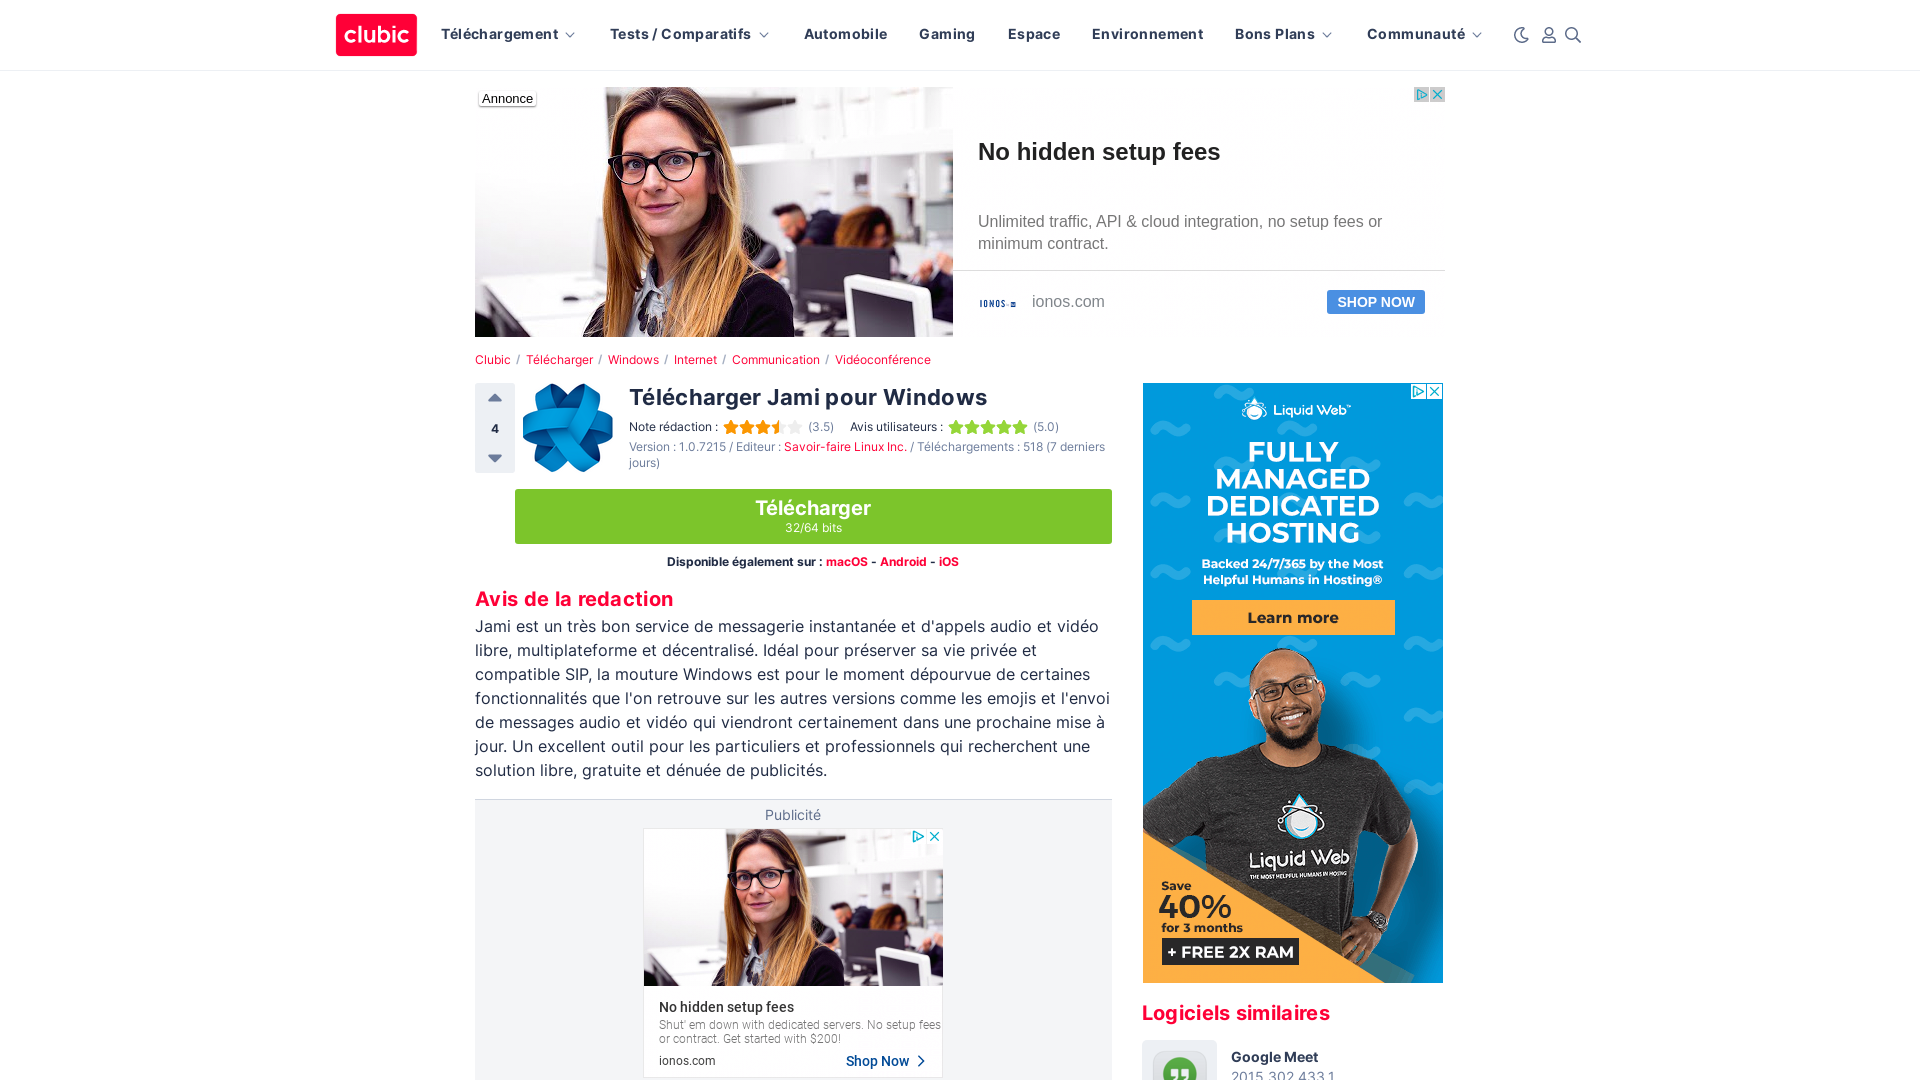 clubic
Téléchargement
Tests / Comparatifs
Automobile
Gaming
Espace
Environnement
Bons Plans
Communauté
Annonce
No hidden setup fees
Unlimited traffic, API & cloud integration, no setup fees or
minimum contract.
IONOS
ionos.com
SHOP NOW
Clubic / Télécharger / Windows / Internet / Communication / Vidéoconférence
4
Télécharger Jami pour Windows
Note rédaction : (3.5) Avis utilisateurs : (5.0)
Version : 1.0.7215 / Editeur : Savoir-faire Linux Inc. / Téléchargements : 518 (7 derniers
jours)
Télécharger
32/64 bits
Disponible également sur : macOS - Android - iOS
Avis de la redaction
Jami est un très bon service de messagerie instantanée et d'appels audio et vidéo
libre, multiplateforme et décentralisé. Idéal pour préserver sa vie privée et
compatible SIP, la mouture Windows est pour le moment dépourvue de certaines
fonctionnalités que l'on retrouve sur les autres versions comme les emojis et l'envoi
de messages audio et vidéo qui viendront certainement dans une prochaine mise à
jour. Un excellent outil pour les particuliers et professionnels qui recherchent une
solution libre, gratuite et dénuée de publicités.
Publicité
No hidden setup fees
Shut' em down with dedicated servers. No setup fees
or contract. Get started with $200!
ionos.com
Shop Now
Liquid Web™
FULLY
MANAGED
DEDICATED
HOSTING
Backed 24/7/365 by the Most
Helpful Humans in Hosting®
Learn more
Liquid Web
THE MOST HELPFUL HUMANS IN HOSTING
Save
40%
for 3 months
+ FREE 2X RAM
Logiciels similaires
Google Meet
2015.302.433.1